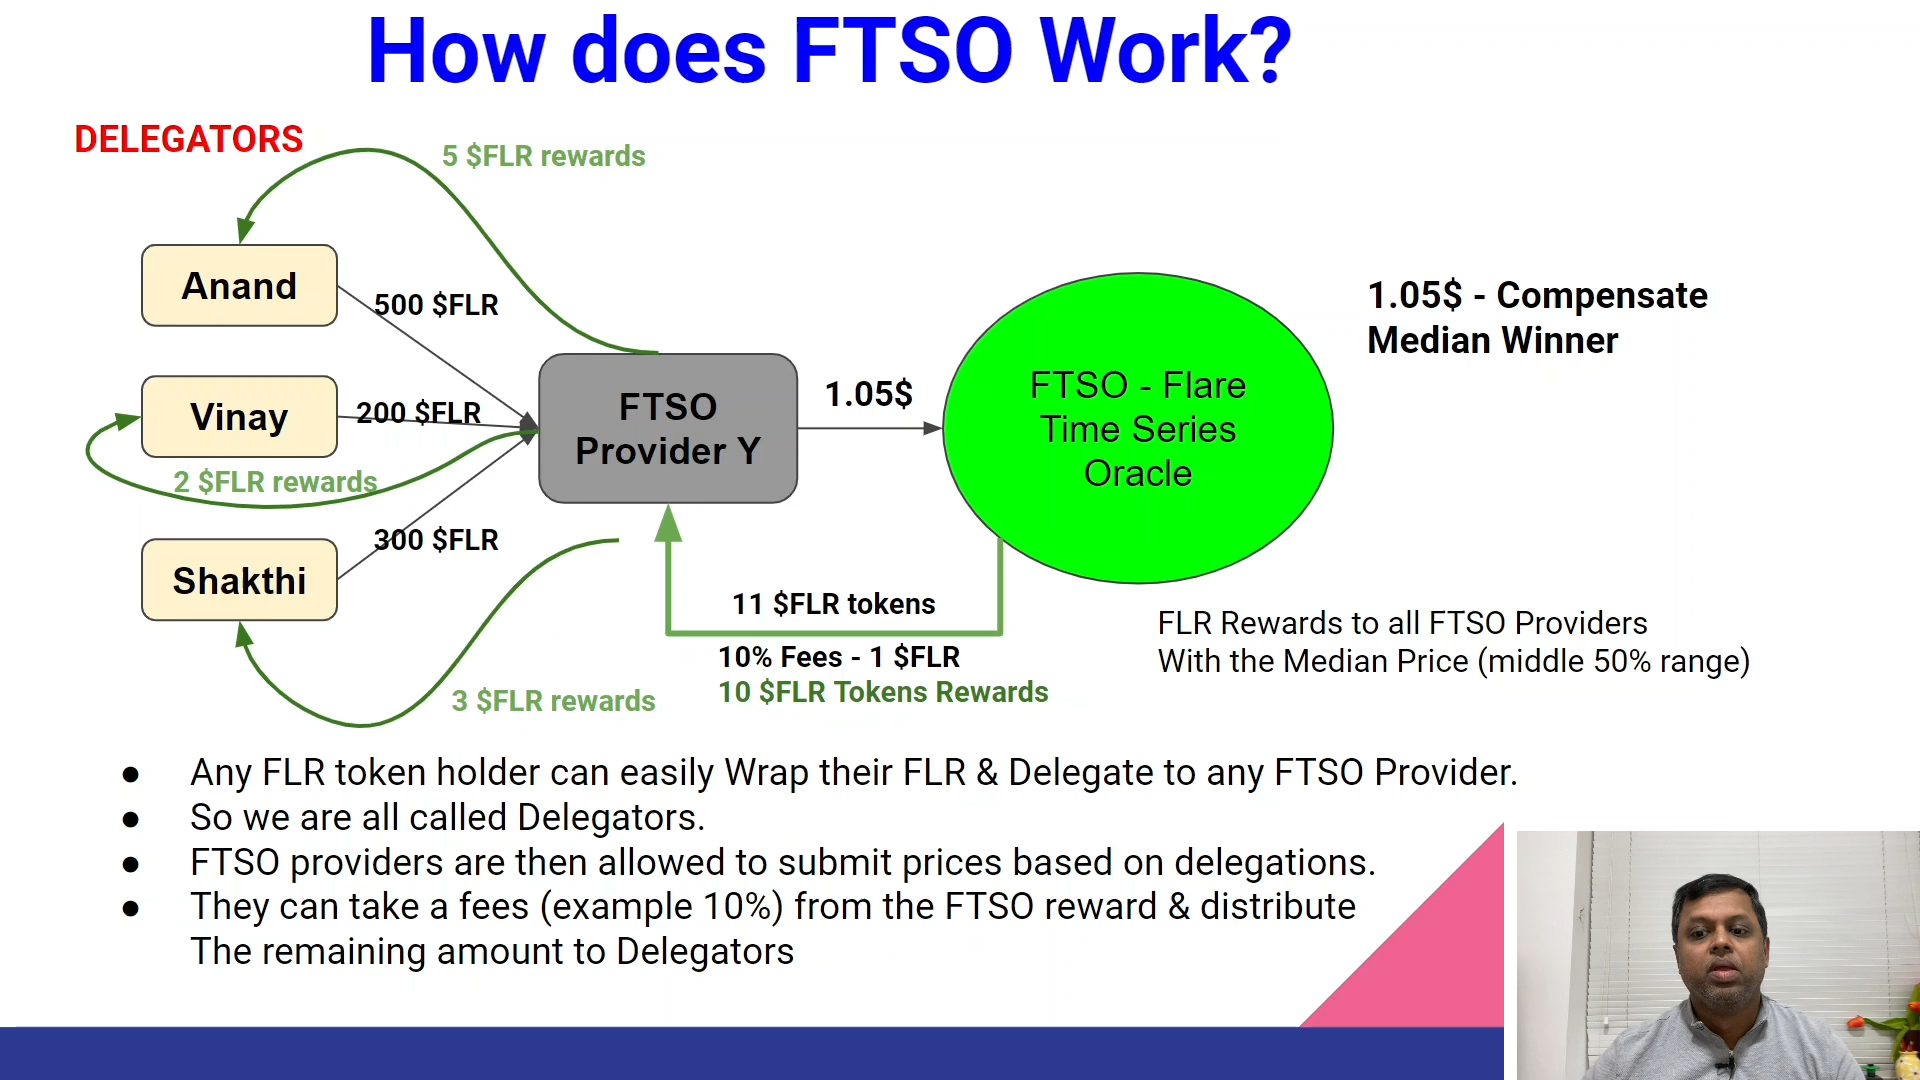 How does FTSO Work?
DELEGATORS
5 $FLR rewards
Anand
500 $FLR
1.05$ - Compensate
Median Winner
Vinay
200 $FLR
FTSO
Provider Y
1.05$
FTSO - Flare
Time Series
Oracle
2 $FLR rewards
300 $FLR
Shakthi
11 $FLR tokens
10% Fees - 1 $FLR
10 $FLR Tokens Rewards
3 $FLR rewards
FLR Rewards to all FTSO Providers
With the Median Price (middle 50% range)
● Any FLR token holder can easily Wrap their FLR & Delegate to any FTSO Provider.
● So we are all called Delegators.
● FTSO providers are then allowed to submit prices based on delegations.
● They can take a fees (example 10%) from the FTSO reward & distribute
The remaining amount to Delegators